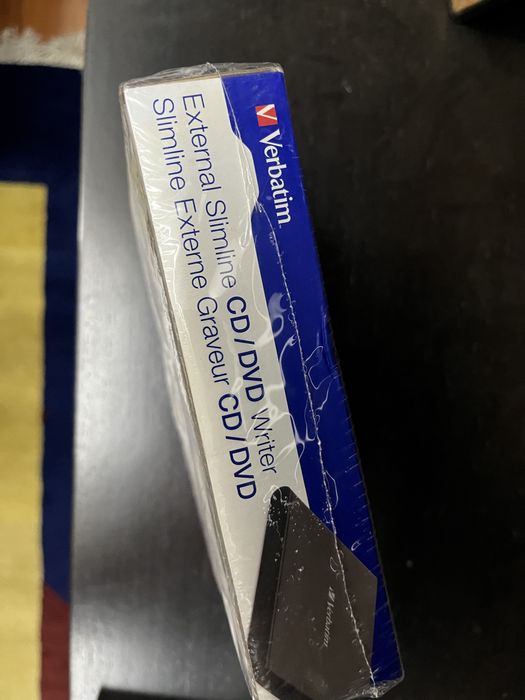 Verbatim
External Slimline CD/DVD Writer
Slimline Externe Graveur CD/DVD
Verbatim